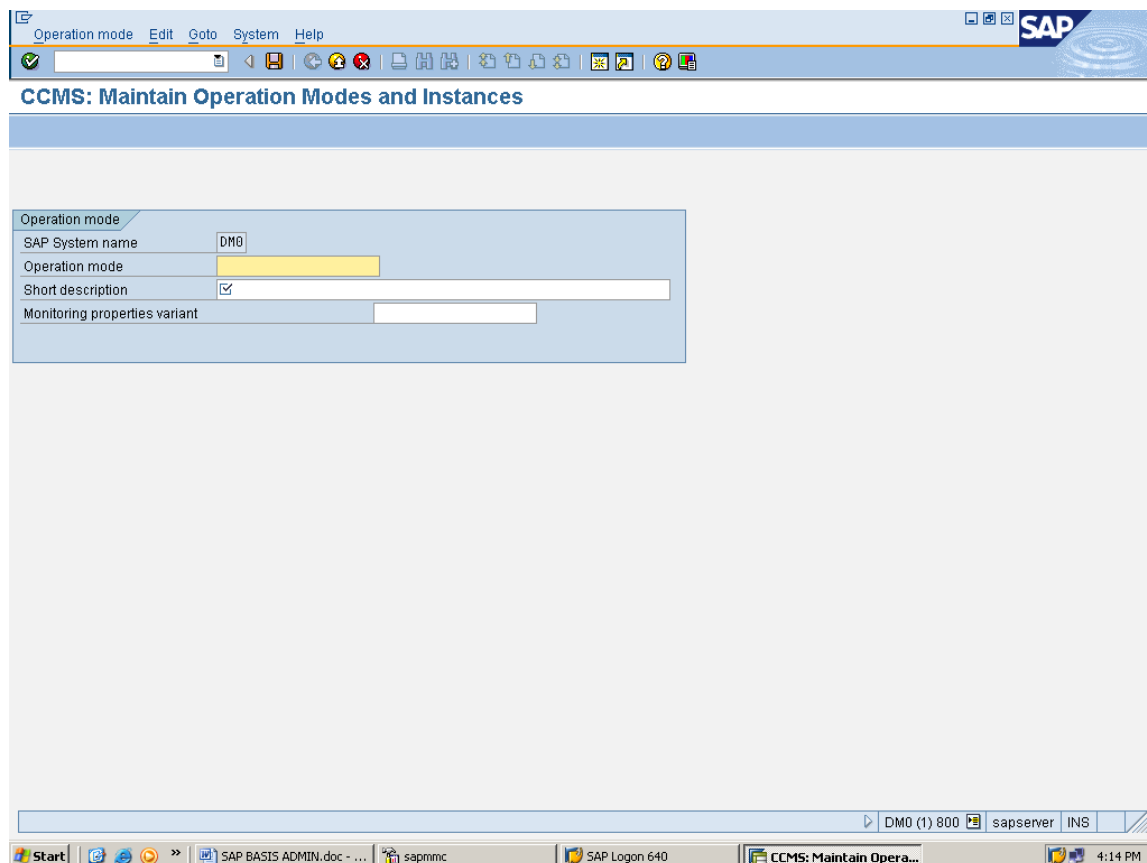 Operation mode Edit Goto System Help
SAP
CCMS: Maintain Operation Modes and Instances
Operation mode
SAP System name DM0
Operation mode
Short description
Monitoring properties variant
DM0 (1) 800 sapserver INS
Start » SAP BASIS ADMIN.doc - ... sapmmc SAP Logon 640 CCMS: Maintain Opera... 4:14 PM